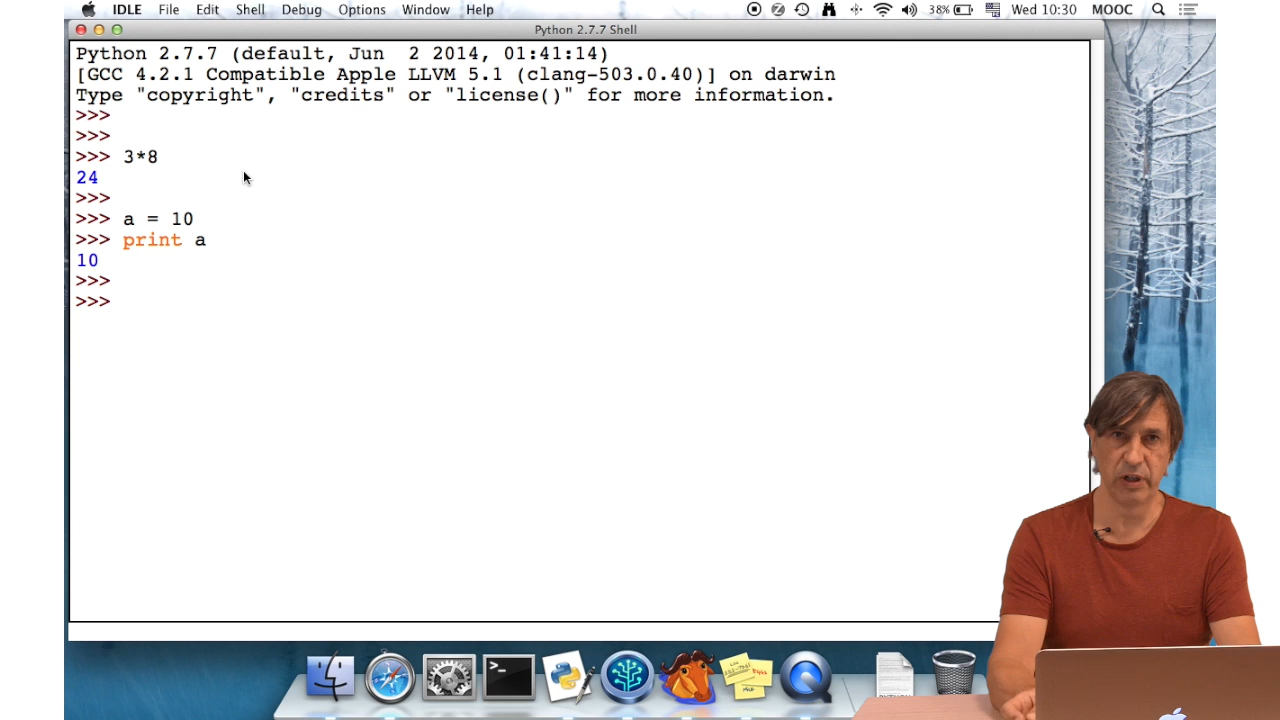 IDLE File Edit Shell Debug Options Window Help 38% Wed 10:30 MOOC
Python 2.7.7 Shell
Python 2.7.7 (default, Jun  2 2014, 01:41:14)
[GCC 4.2.1 Compatible Apple LLVM 5.1 (clang-503.0.40)] on darwin
Type "copyright", "credits" or "license()" for more information.
>>>
>>>
>>> 3*8
24
>>>
>>> a = 10
>>> print a
10
>>>
>>>